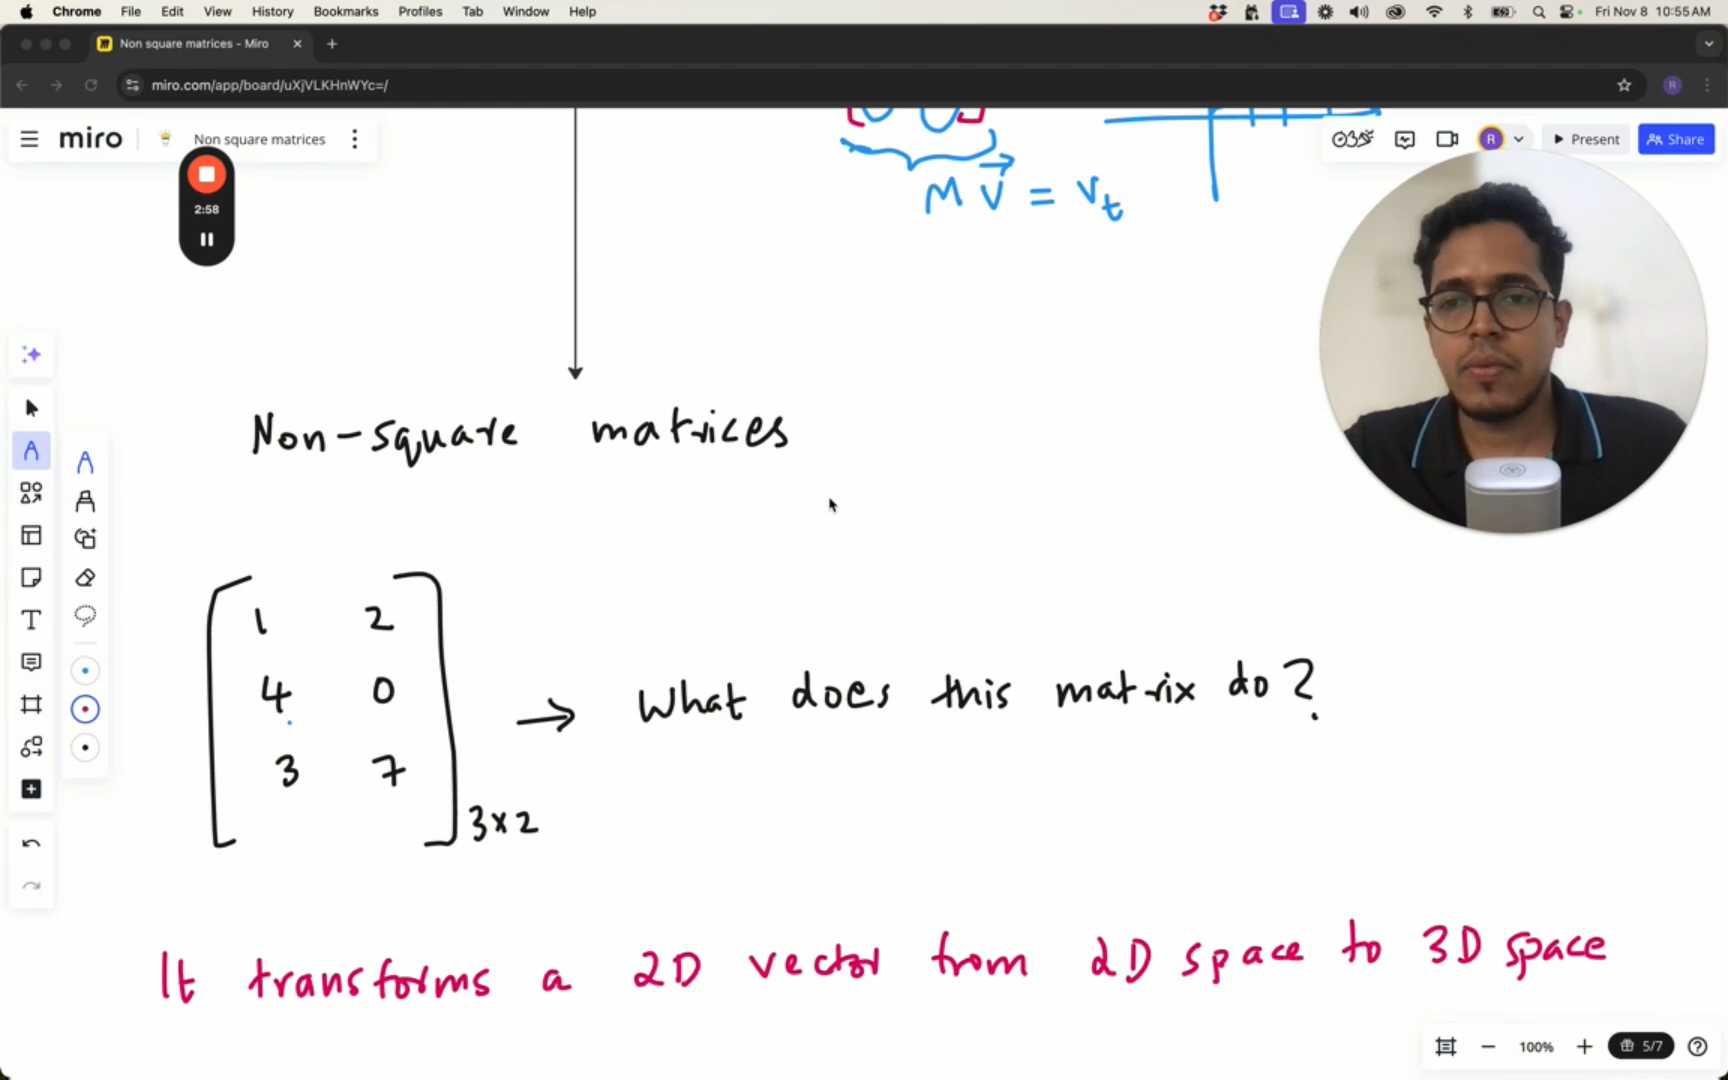 Chrome File Edit View History Bookmarks Profiles Tab Window Help Fri Nov 8 10:55 AM
Non square matrices - Miro
miro.com/app/board/uXjVLKHnWYc=/
miro Non square matrices
R Present Share
2:58
M v = vt
Non-square matrices
1 2
4 0
3 7
3x2
→ What does this matrix do?
It transforms a 2D vector from 2D space to 3D space
100% 5/7